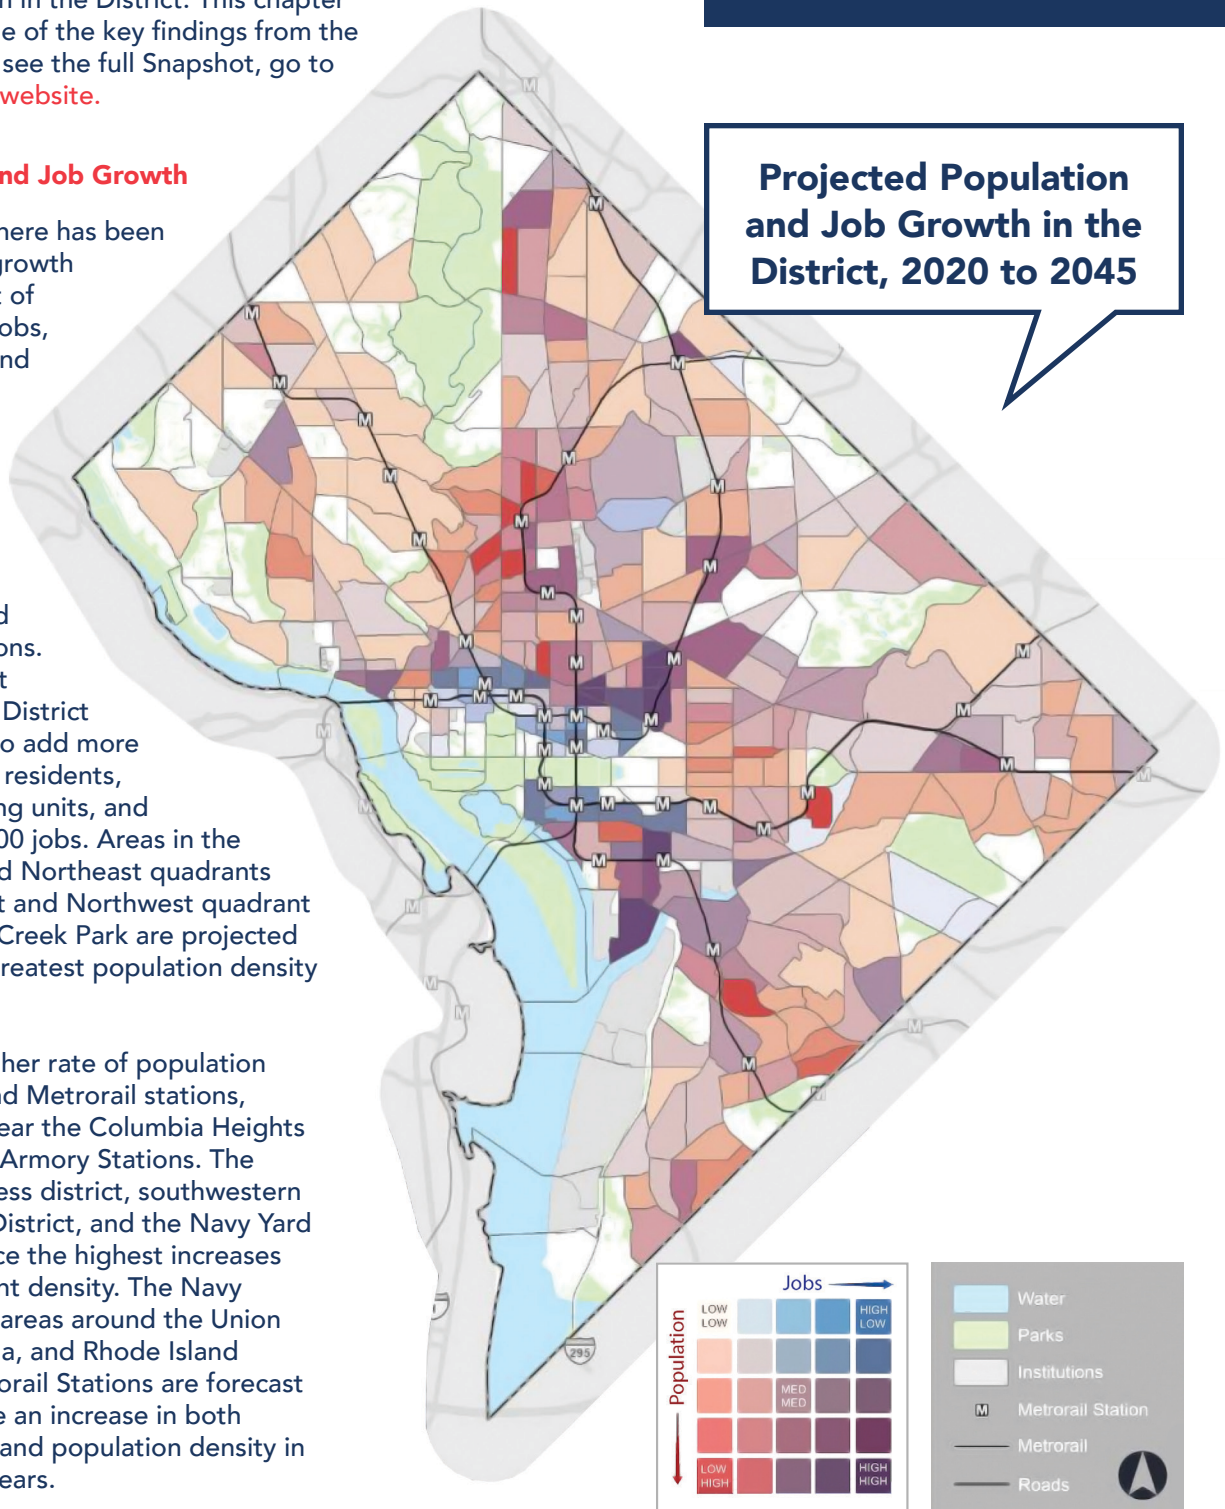 n in the District. This chapter
e of the key findings from the
see the full Snapshot, go to
website.
nd Job Growth
here has been
growth
t of
obs,
nd
d
ons.
t
District
o add more
residents,
ng units, and
00 jobs. Areas in the
d Northeast quadrants
t and Northwest quadrant
Creek Park are projected
reatest population density
her rate of population
nd Metrorail stations,
ear the Columbia Heights
Armory Stations. The
ess district, southwestern
District, and the Navy Yard
ce the highest increases
nt density. The Navy
areas around the Union
a, and Rhode Island
orail Stations are forecast
e an increase in both
and population density in
ears.
Projected Population
and Job Growth in the
District, 2020 to 2045
295
Jobs
Population
LOW
LOW
HIGH
LOW
MED
MED
LOW
HIGH
HIGH
HIGH
Water
Parks
Institutions
M Metrorail Station
Metrorail
Roads